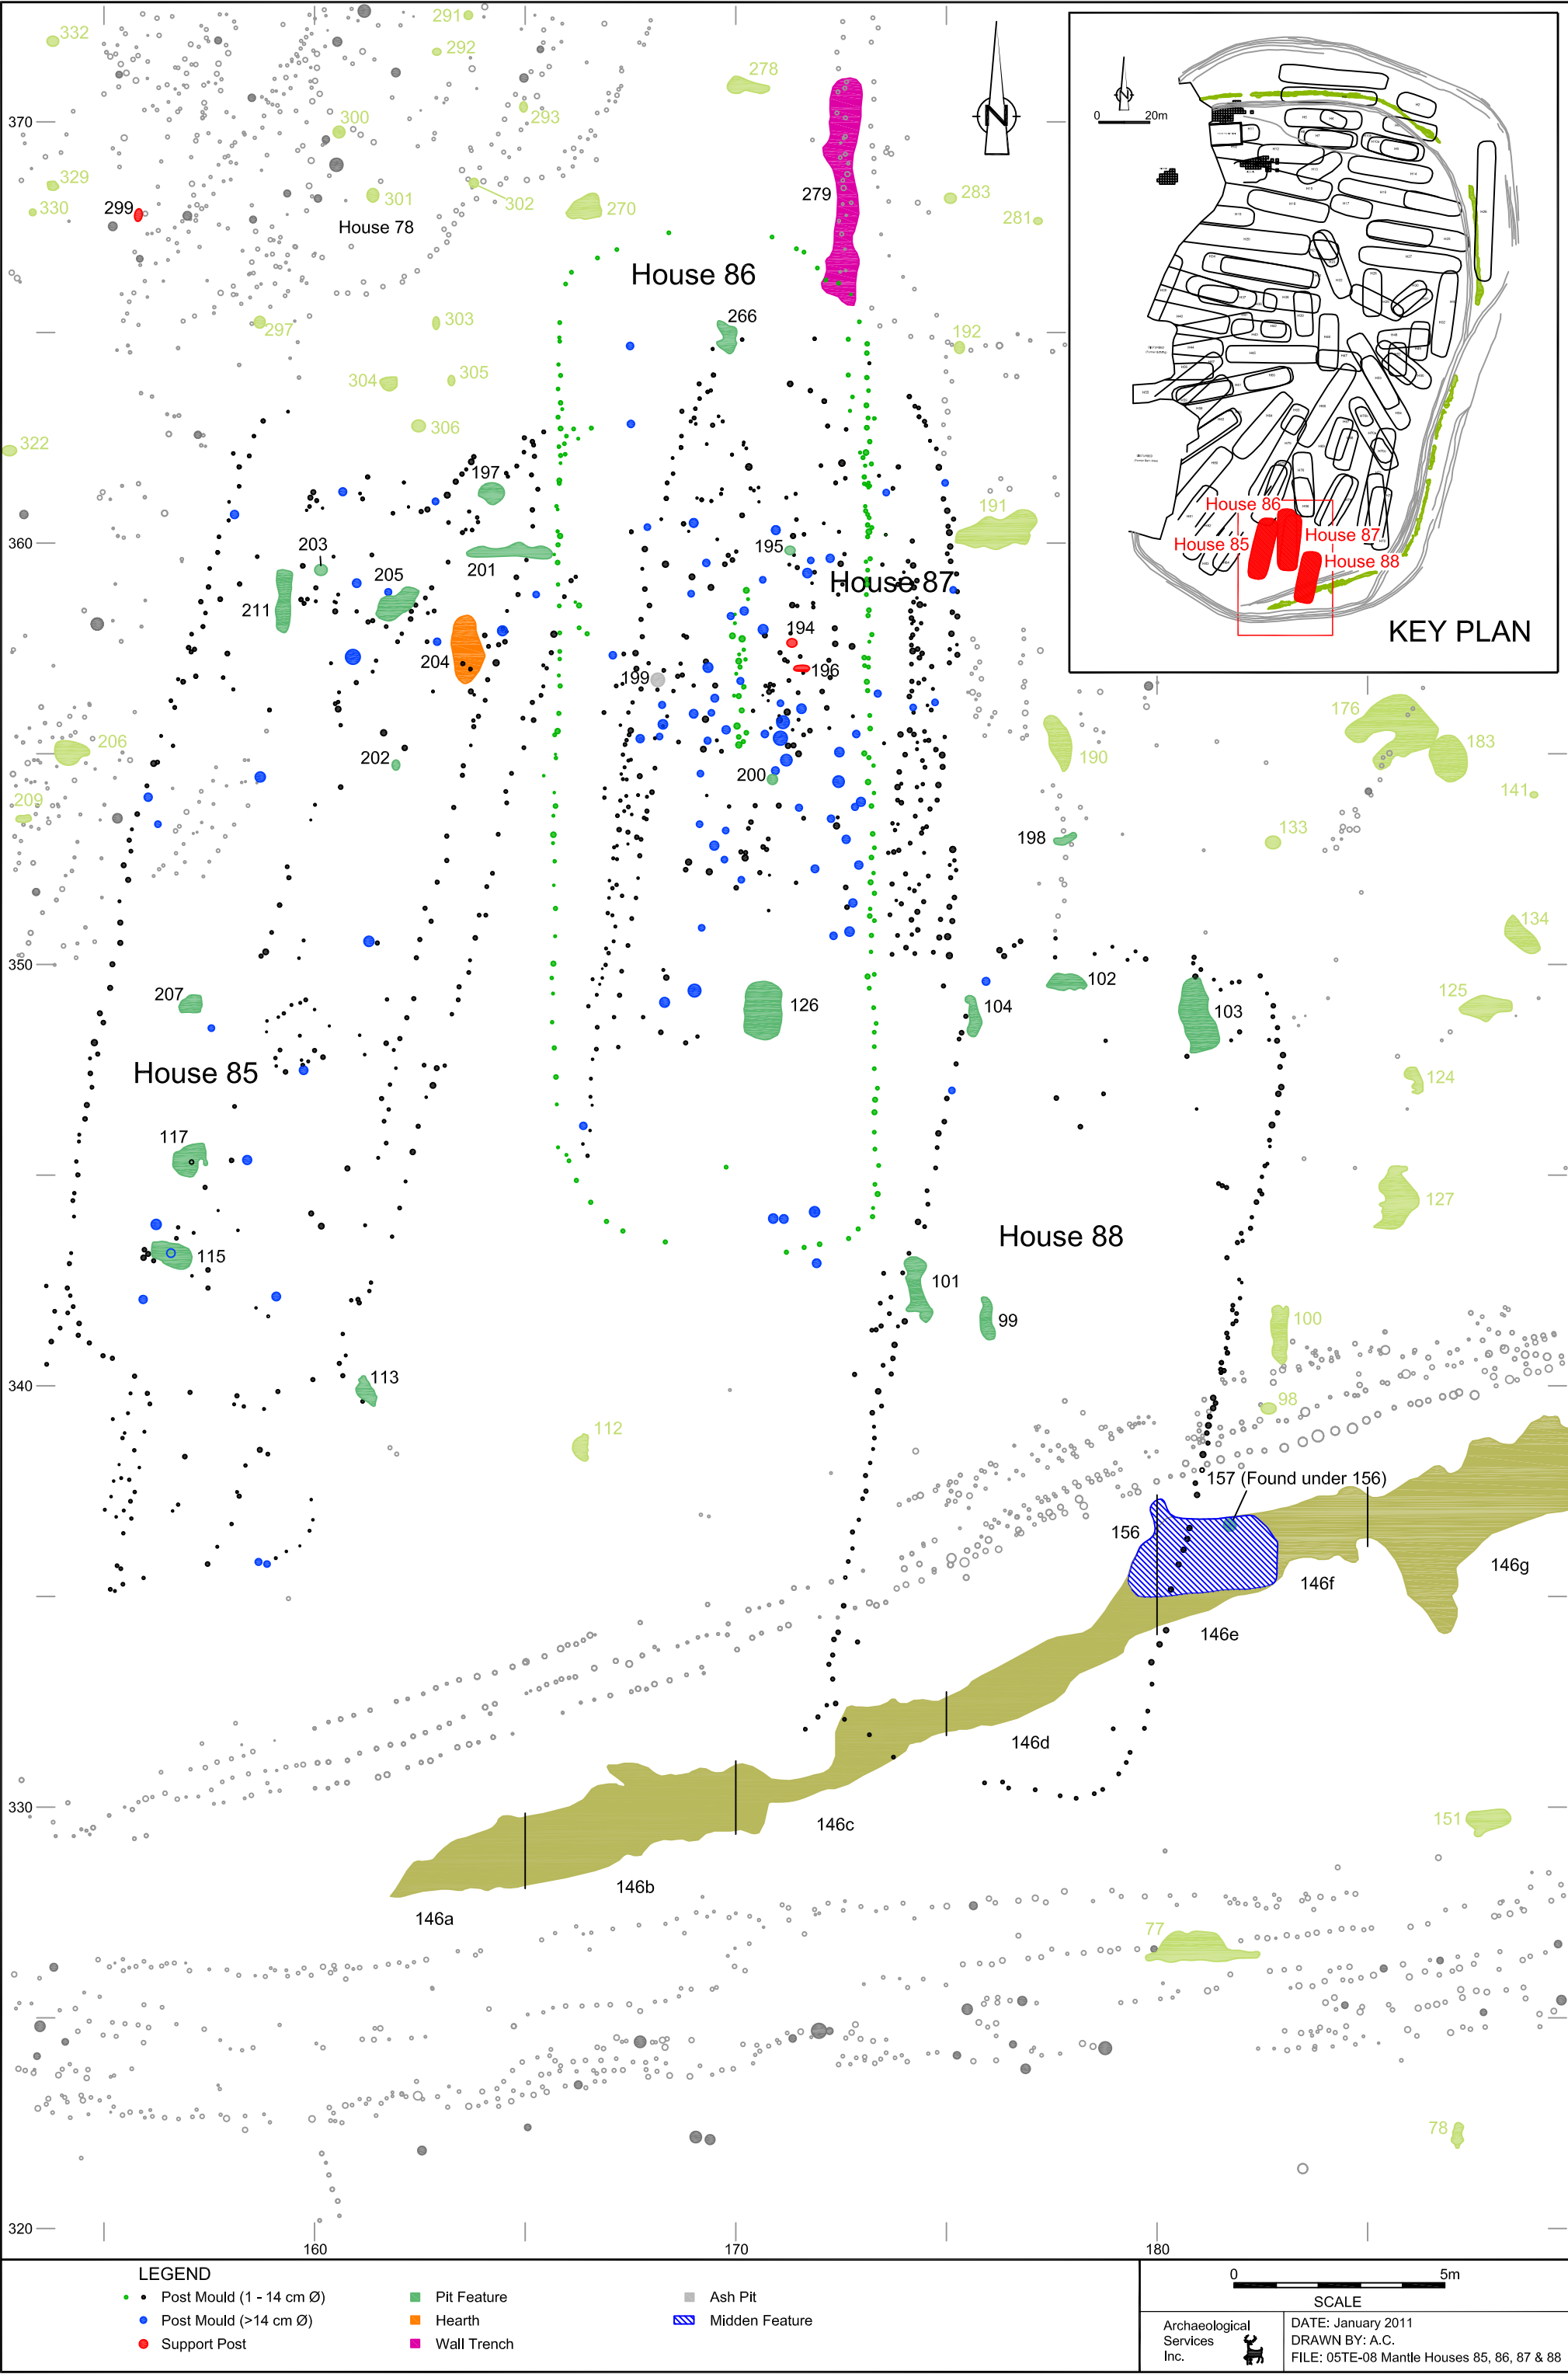 332
291
292
278
370
300
293
279
329
330
299
301
302
270
283
281
House 78
House 86
266
297
303
192
304
305
306
322
197
191
203
195
201
205
House 87
211
194
204
199
196
206
202
200
190
176
183
209
141
198
133
134
360
350
207
126
104
102
103
125
House 85
124
117
127
115
House 88
101
99
100
113
98
340
112
157 (Found under 156)
156
146g
146f
146e
146d
146c
330
151
146b
146a
77
78
320
160
170
180
N
0 20m
House 86
House 87
House 85
House 88
KEY PLAN
LEGEND
Post Mould (1 - 14 cm Ø)
Post Mould (>14 cm Ø)
Support Post
Pit Feature
Hearth
Wall Trench
Ash Pit
Midden Feature
0 5m
SCALE
Archaeological
Services
Inc.
DATE: January 2011
DRAWN BY: A.C.
FILE: 05TE-08 Mantle Houses 85, 86, 87 & 88